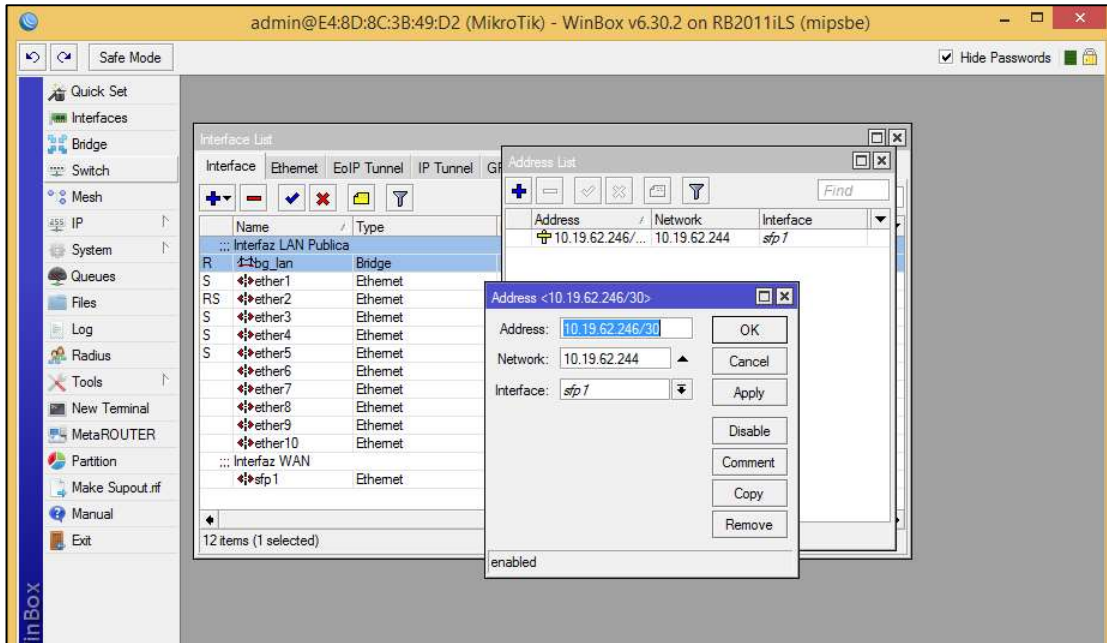 admin@E4:8D:8C:3B:49:D2 (MikroTik) - WinBox v6.30.2 on RB2011iLS (mipsbe)
Safe Mode
Hide Passwords
Quick Set
Interfaces
Bridge
Switch
Mesh
IP
System
Queues
Files
Log
Radius
Tools
New Terminal
MetaROUTER
Partition
Make Supout.rif
Manual
Exit
WinBox
Interface List
Interface Ethernet EoIP Tunnel IP Tunnel
Name Type
;;; Interfaz LAN Publica
R bg_lan Bridge
S ether1 Ethernet
RS ether2 Ethernet
S ether3 Ethernet
S ether4 Ethernet
S ether5 Ethernet
ether6 Ethernet
ether7 Ethernet
ether8 Ethernet
ether9 Ethernet
ether10 Ethernet
;;; Interfaz WAN
sfp1 Ethernet
12 items (1 selected)
Address List
Find
Address Network Interface
10.19.62.246/... 10.19.62.244 sfp1
Address <10.19.62.246/30>
Address: 10.19.62.246/30
Network: 10.19.62.244
Interface: sfp1
OK
Cancel
Apply
Disable
Comment
Copy
Remove
enabled